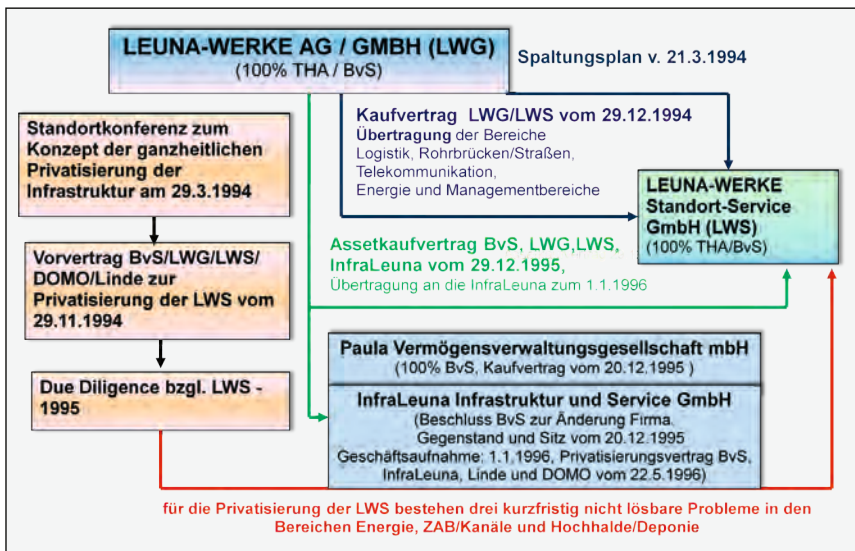 LEUNA-WERKE AG / GMBH (LWG)
(100% THA / BvS)
Spaltungsplan v. 21.3.1994
Standortkonferenz zum
Konzept der ganzheitlichen
Privatisierung der
Infrastruktur am 29.3.1994
Kaufvertrag LWG/LWS vom 29.12.1994
Übertragung der Bereiche
Logistik, Rohrbrücken/Straßen,
Telekommunikation,
Energie und Managementbereiche
LEUNA-WERKE
Standort-Service
GmbH (LWS)
(100% THA/BvS)
Vorvertrag BvS/LWG/LWS/
DOMO/Linde zur
Privatisierung der LWS vom
29.11.1994
Assetkaufvertrag BvS, LWG,LWS,
InfraLeuna vom 29.12.1995,
Übertragung an die InfraLeuna zum 1.1.1996
Due Diligence bzgl. LWS -
1995
Paula Vermögensverwaltungsgesellschaft mbH
(100% BvS, Kaufvertrag vom 20.12.1995 )
InfraLeuna Infrastruktur und Service GmbH
(Beschluss BvS zur Änderung Firma
Gegenstand und Sitz vom 20.12.1995
Geschäftsaufnahme: 1.1.1996, Privatisierungsvertrag BvS,
InfraLeuna, Linde und DOMO vom 22.5.1996)
für die Privatisierung der LWS bestehen drei kurzfristig nicht lösbare Probleme in den
Bereichen Energie, ZAB/Kanäle und Hochhalde/Deponie